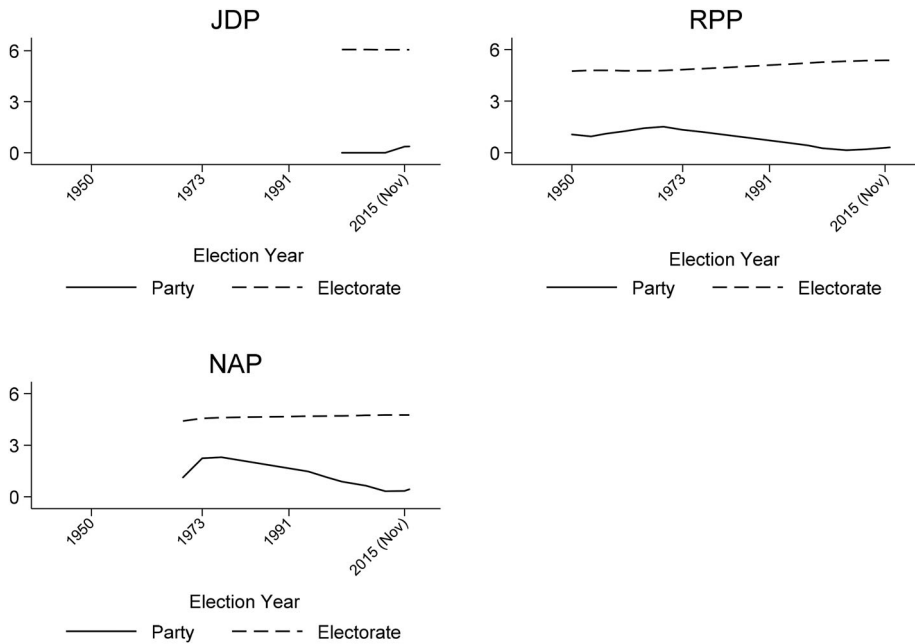 JDP
6
3
0
1950
1973
1991
2015 (Nov)
Election Year
Party Electorate
RPP
6
3
0
1950
1973
1991
2015 (Nov)
Election Year
Party Electorate
NAP
6
3
0
1950
1973
1991
2015 (Nov)
Election Year
Party Electorate